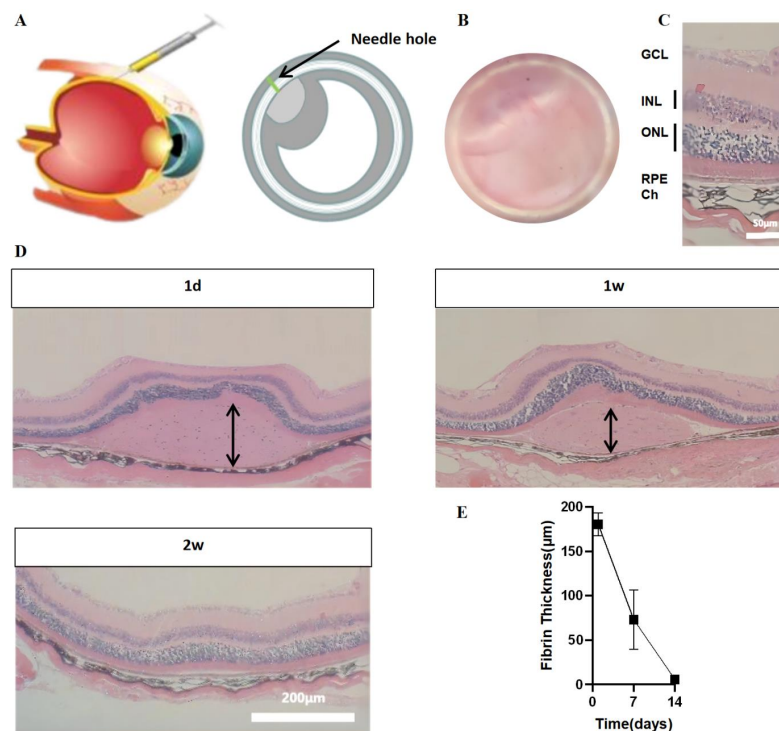 A
Needle hole
B
C
GCL
INL
ONL
RPE
Ch
50μm
D
1d
1w
2w
200μm
E
Fibrin Thickness(μm)
200
150
100
50
0
0 7 14
Time(days)